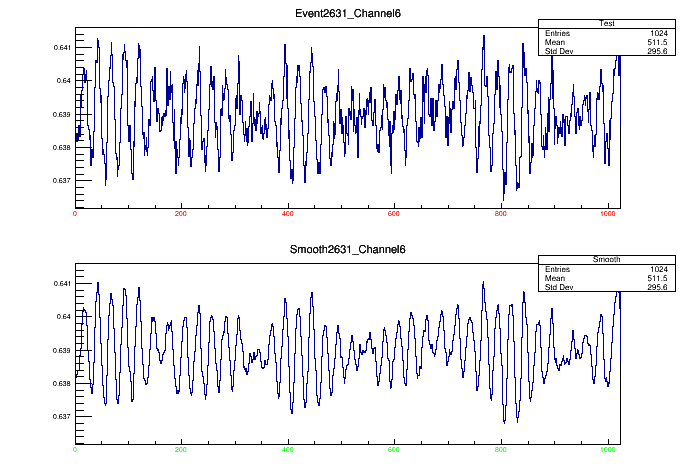 Event2631_Channel6
Test
Entries 1024
Mean 511.5
Std Dev 295.6
0.641
0.64
0.639
0.638
0.637
0 200 400 600 800 1000
Smooth2631_Channel6
Smooth
Entries 1024
Mean 511.5
Std Dev 295.6
0.641
0.64
0.639
0.638
0.637
0 200 400 600 800 1000